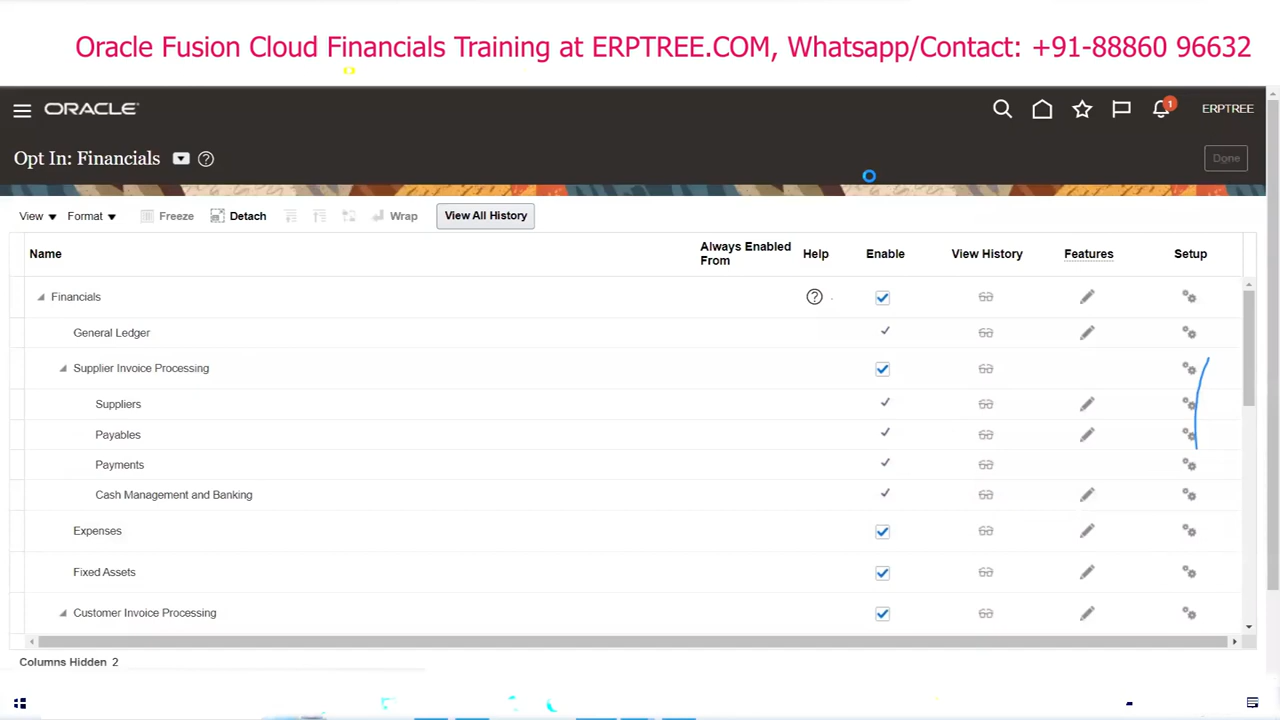 Oracle Fusion Cloud Financials Training at ERPTREE.COM, Whatsapp/Contact: +91-88860 96632
ORACLE
1
ERPTREE
Opt In: Financials
Done
View Format Freeze Detach Wrap View All History
Name Always Enabled From Help Enable View History Features Setup
Financials
General Ledger
Supplier Invoice Processing
Suppliers
Payables
Payments
Cash Management and Banking
Expenses
Fixed Assets
Customer Invoice Processing
Columns Hidden 2